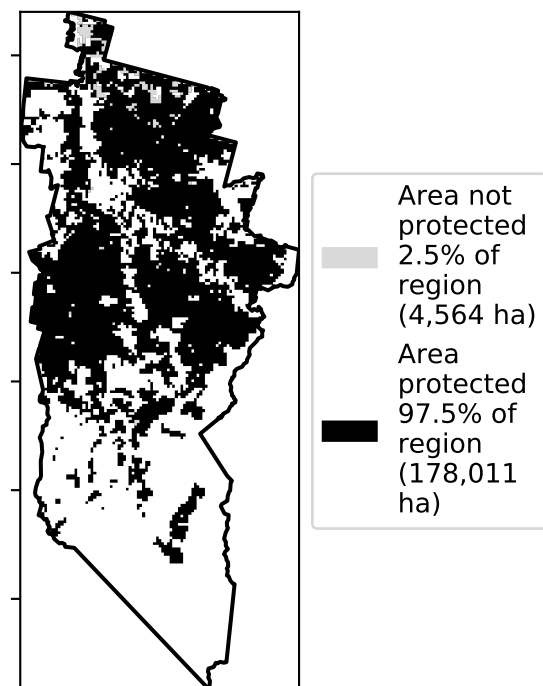 Area not
protected
2.5% of
region
(4,564 ha)
Area
protected
97.5% of
region
(178,011
ha)